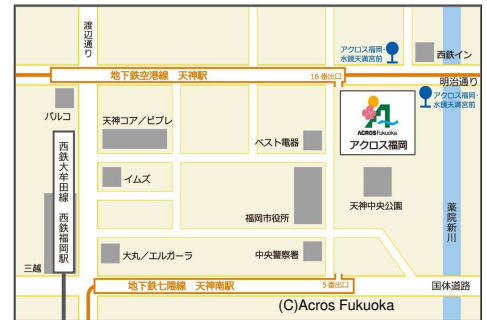 渡辺通り
アクロス福岡・
水鏡天満宮前
西鉄イン
地下鉄空港線 天神駅
16番出口
明治通り
パルコ
天神コア／ビブレ
ベスト電器
ACROS Fukuoka
アクロス福岡
アクロス福岡・
水鏡天満宮前
西鉄大牟田線 西鉄福岡駅
イムズ
天神中央公園
福岡市役所
薬院新川
三越
大丸／エルガーラ
中央警察署
地下鉄七隈線 天神南駅
5番出口
国体道路
(C)Acros Fukuoka